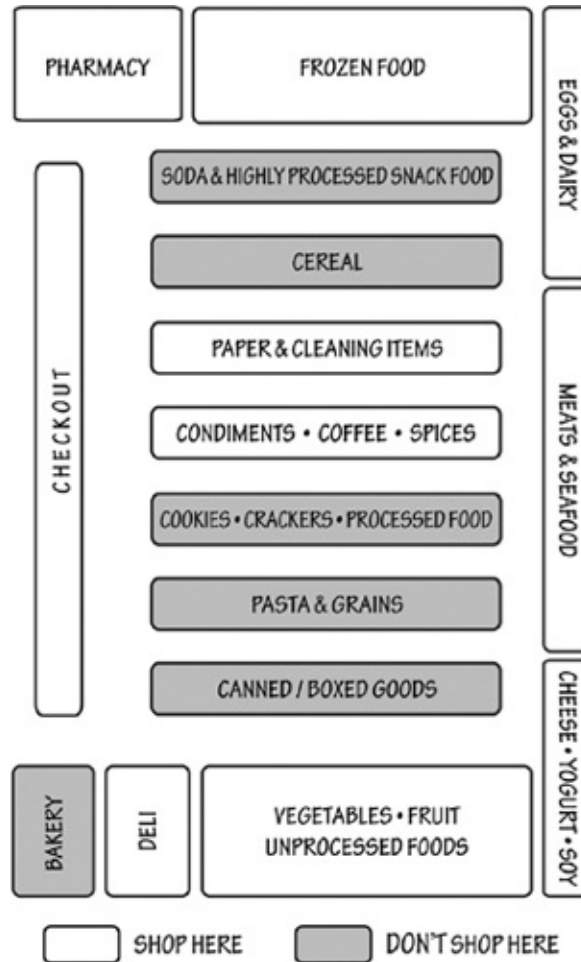 PHARMACY
FROZEN FOOD
EGGS & DAIRY
SODA & HIGHLY PROCESSED SNACK FOOD
CEREAL
PAPER & CLEANING ITEMS
CHECKOUT
CONDIMENTS • COFFEE • SPICES
MEATS & SEAFOOD
COOKIES • CRACKERS • PROCESSED FOOD
PASTA & GRAINS
CANNED / BOXED GOODS
BAKERY
DELI
VEGETABLES • FRUIT
UNPROCESSED FOODS
CHEESE • YOGURT • SOY
SHOP HERE
DON'T SHOP HERE